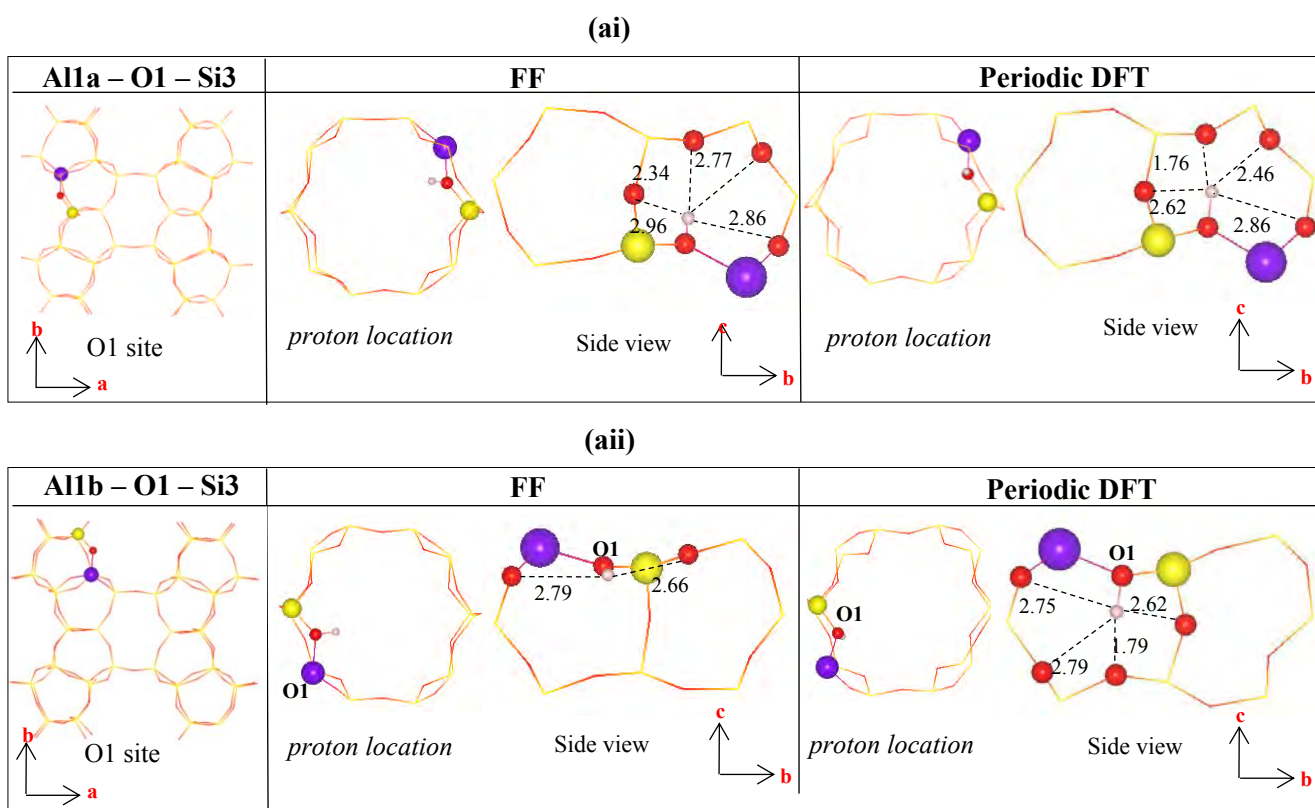 (ai)
Al1a – O1 – Si3
FF
Periodic DFT
2.34
2.77
2.96
2.86
1.76
2.46
2.62
2.86
b
a
O1 site
proton location
Side view
c
b
proton location
Side view
c
b
(aii)
Al1b – O1 – Si3
FF
Periodic DFT
O1
2.79
2.66
O1
O1
O1
2.75
2.62
1.79
2.79
b
a
O1 site
proton location
Side view
c
b
proton location
Side view
c
b